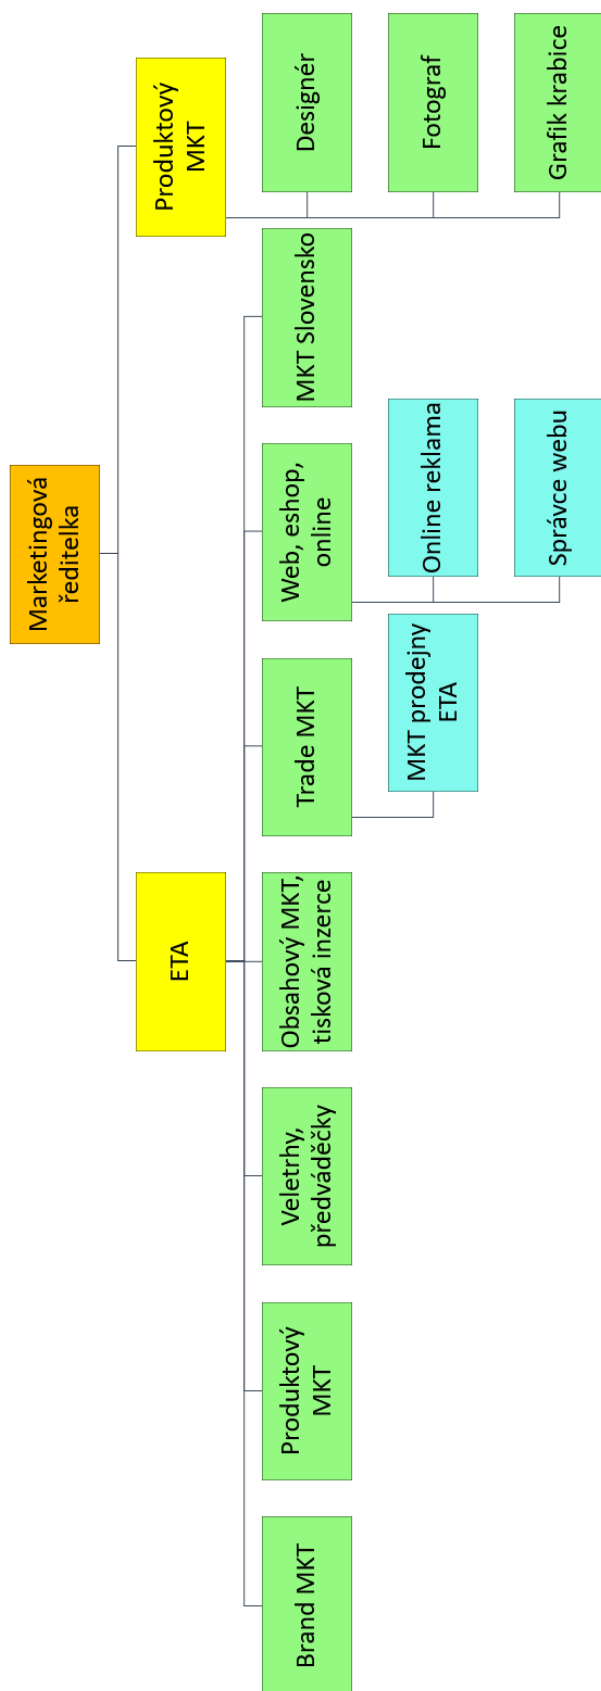 Marketingová
ředitelka
ETA
Produktový
MKT
Brand MKT
Produktový
MKT
Veletrhy,
předváděčky
Obsahový MKT,
tisková inzerce
Trade MKT
Web, eshop,
online
MKT Slovensko
Designér
MKT prodejny
ETA
Online reklama
Fotograf
Správce webu
Grafik krabice